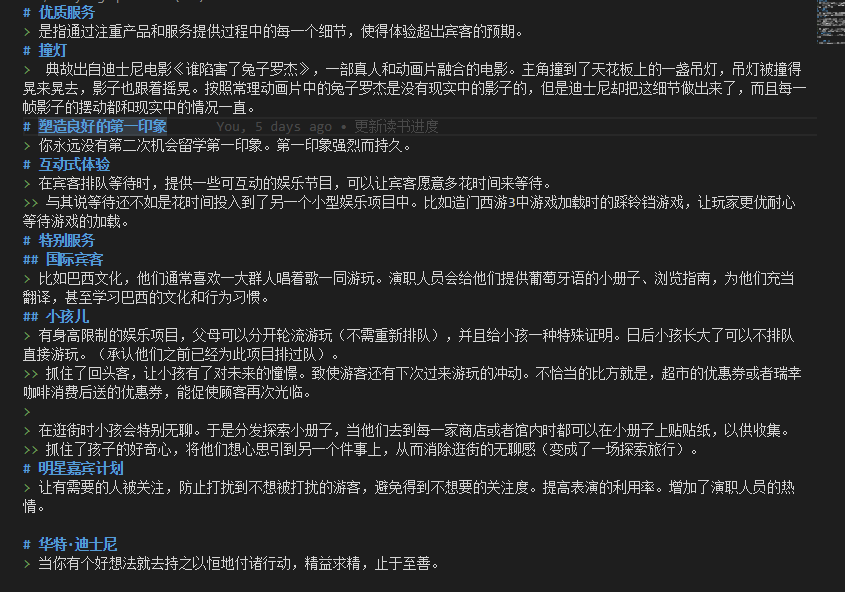 # 优质服务
> 是指通过注重产品和服务提供过程中的每一个细节，使得体验超出宾客的预期。
# 撞灯
>  典故出自迪士尼电影《谁陷害了兔子罗杰》，一部真人和动画片融合的电影。主角撞到了天花板上的一盏吊灯，吊灯被撞得
晃来晃去，影子也跟着摇晃。按照常理动画片中的兔子罗杰是没有现实中的影子的，但是迪士尼却把这细节做出来了，而且每一
帧影子的摆动都和现实中的情况一直。
# 塑造良好的第一印象 You, 5 days ago • 更新读书进度
> 你永远没有第二次机会留学第一印象。第一印象强烈而持久。
# 互动式体验
> 在宾客排队等待时，提供一些可互动的娱乐节目，可以让宾客愿意多花时间来等待。
>> 与其说等待还不如是花时间投入到了另一个小型娱乐项目中。比如造门西游3中游戏加载时的踩铃铛游戏，让玩家更优耐心
等待游戏的加载。
# 特别服务
## 国际宾客
> 比如巴西文化，他们通常喜欢一大群人唱着歌一同游玩。演职人员会给他们提供葡萄牙语的小册子、浏览指南，为他们充当
翻译，甚至学习巴西的文化和行为习惯。
## 小孩儿
> 有身高限制的娱乐项目，父母可以分开轮流游玩（不需重新排队），并且给小孩一种特殊证明。日后小孩长大了可以不排队
直接游玩。（承认他们之前已经为此项目排过队）。
>> 抓住了回头客，让小孩有了对未来的憧憬。致使游客还有下次过来游玩的冲动。不恰当的比方就是，超市的优惠券或者瑞幸
咖啡消费后送的优惠券，能促使顾客再次光临。
>
> 在逛街时小孩会特别无聊。于是分发探索小册子，当他们去到每一家商店或者馆内时都可以在小册子上贴贴纸，以供收集。
>> 抓住了孩子的好奇心，将他们想心思引到另一个件事上，从而消除逛街的无聊感（变成了一场探索旅行）。
# 明星嘉宾计划
> 让有需要的人被关注，防止打扰到不想被打扰的游客，避免得到不想要的关注度。提高表演的利用率。增加了演职人员的热
情。
# 华特·迪士尼
> 当你有个好想法就去持之以恒地付诸行动，精益求精，止于至善。